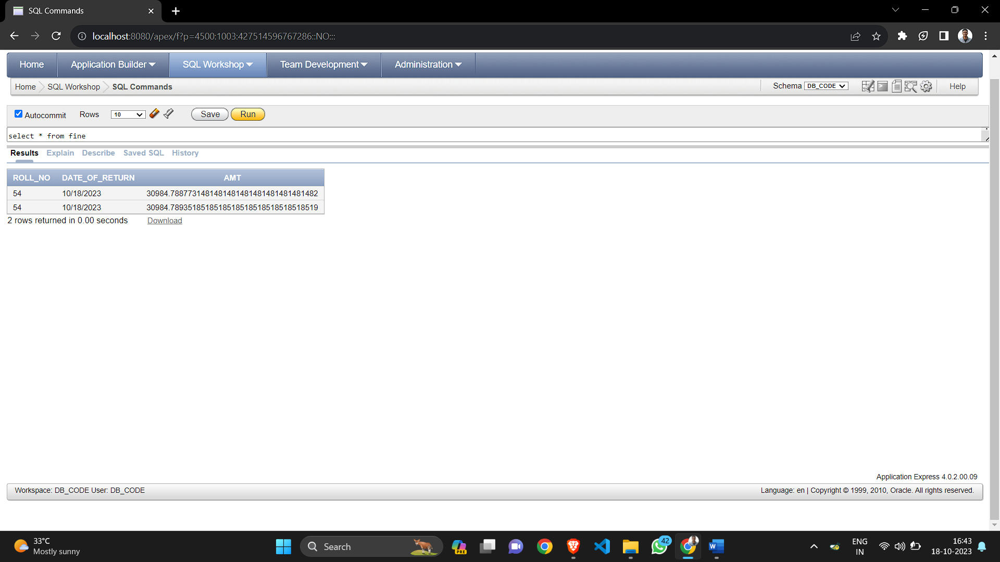 SQL Commands
localhost:8080/apex/f?p=4500:1003:427514596767286::NO:::
Home Application Builder SQL Workshop Team Development Administration
Home SQL Workshop SQL Commands Schema DB_CODE Help
Autocommit Rows 10 Save Run
select * from fine
Results Explain Describe Saved SQL History
ROLL_NO DATE_OF_RETURN AMT
54 10/18/2023 30984.7887731481481481481481481481481482
54 10/18/2023 30984.7893518518518518518518518518518519
2 rows returned in 0.00 seconds Download
Application Express 4.0.2.00.09
Workspace: DB_CODE User: DB_CODE Language: en | Copyright © 1999, 2010, Oracle. All rights reserved.
33°C
Mostly sunny
Search
PRE
42
ENG
IN
16:43
18-10-2023